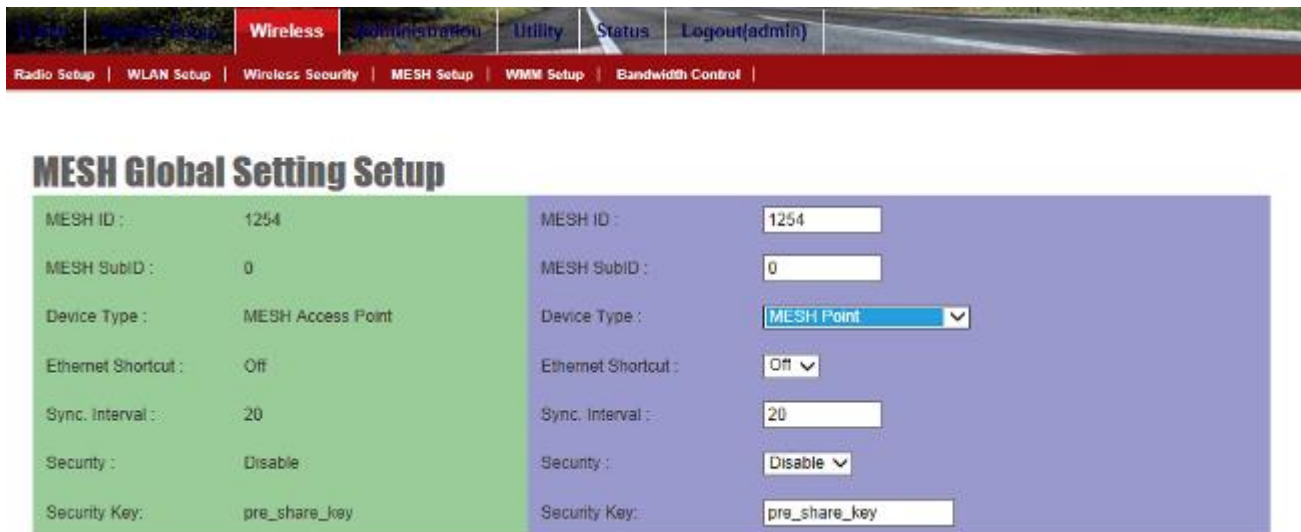 Wireless Utility Status Logout(admin)
Radio Setup | WLAN Setup | Wireless Security | MESH Setup | WMM Setup | Bandwidth Control |
MESH Global Setting Setup
MESH ID : 1254 MESH ID : 1254
MESH SubID : 0 MESH SubID : 0
Device Type : MESH Access Point Device Type : MESH Point
Ethernet Shortcut : Off Ethernet Shortcut : Off
Sync. Interval : 20 Sync. Interval : 20
Security : Disable Security : Disable
Security Key: pre_share_key Security Key: pre_share_key